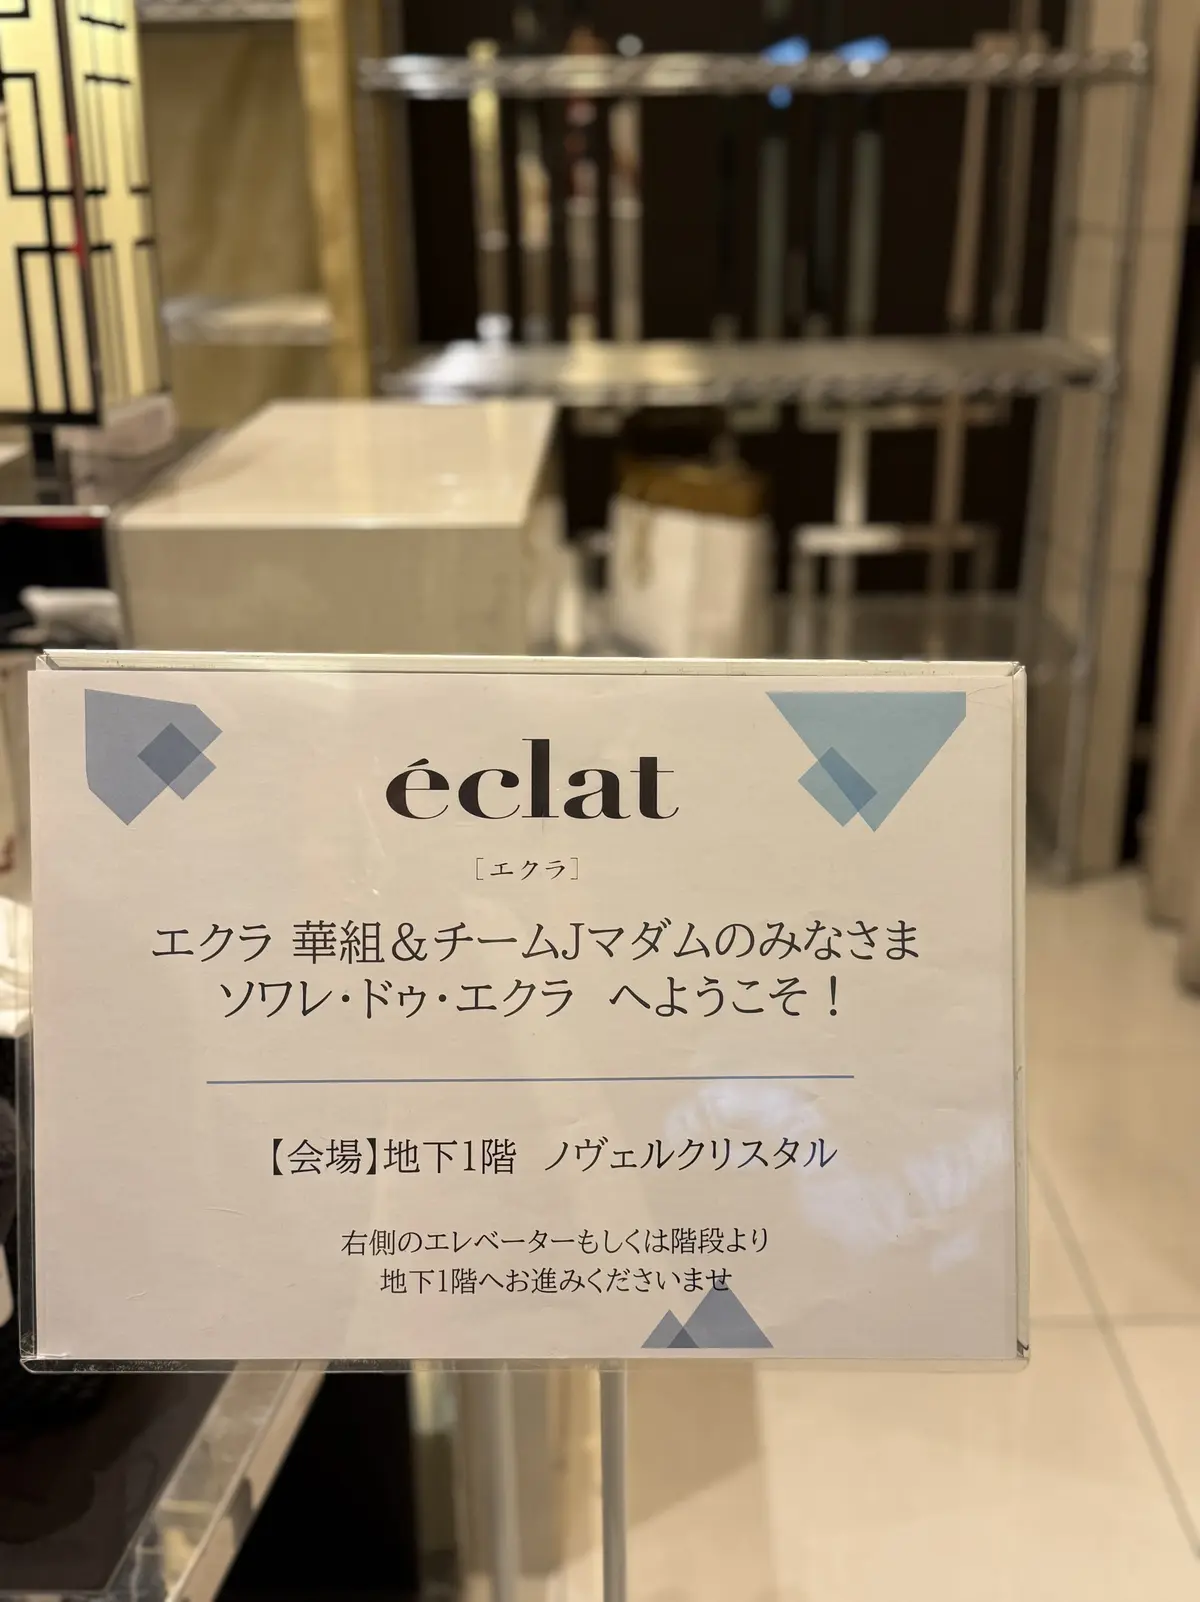 éclat
［エクラ］
エクラ 華組＆チームJマダムのみなさま
ソワレ・ドゥ・エクラ へようこそ！
【会場】地下1階 ノヴェルクリスタル
右側のエレベーターもしくは階段より
地下1階へお進みくださいませ